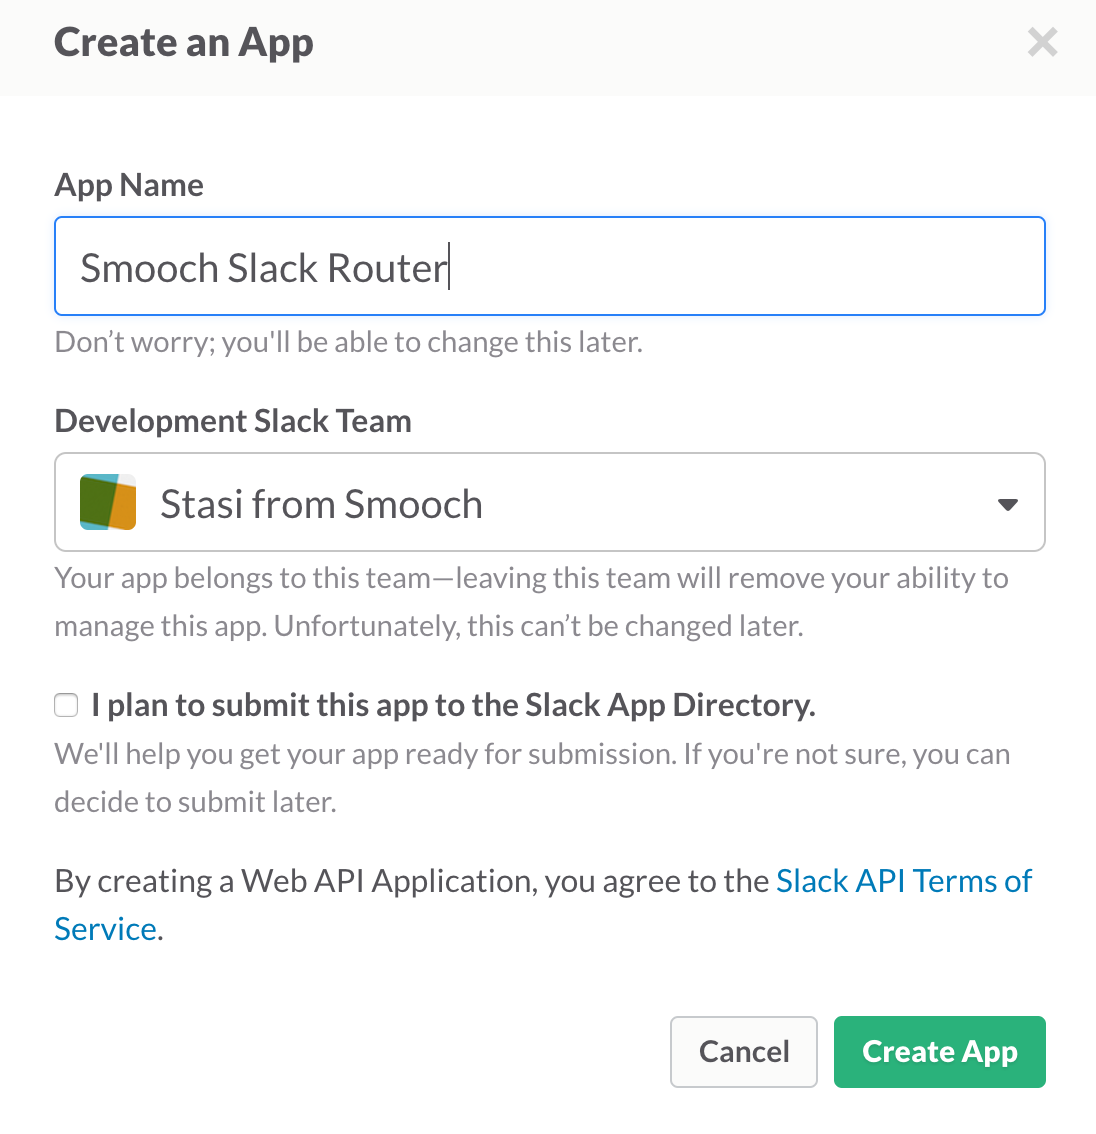 Create an App
App Name
Smooch Slack Router
Don’t worry; you'll be able to change this later.
Development Slack Team
Stasi from Smooch
Your app belongs to this team—leaving this team will remove your ability to
manage this app. Unfortunately, this can’t be changed later.
I plan to submit this app to the Slack App Directory.
We'll help you get your app ready for submission. If you're not sure, you can
decide to submit later.
By creating a Web API Application, you agree to the Slack API Terms of
Service.
Cancel
Create App